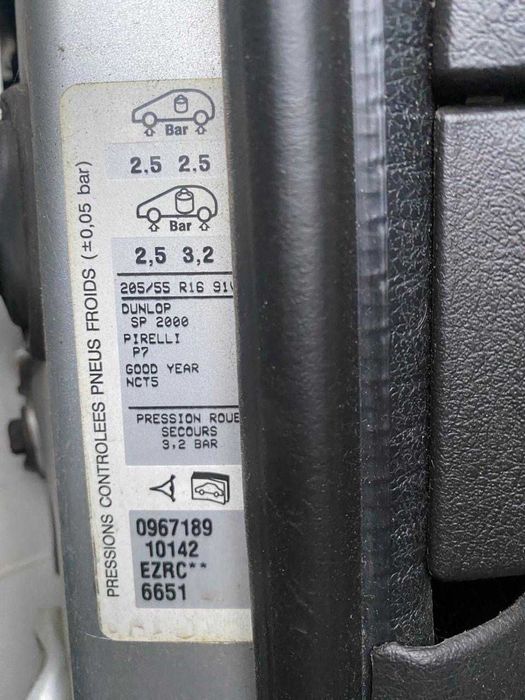 PRESSIONS CONTROLEES PNEUS FROIDS (±0,05 bar)
Bar
2,5 2,5
Bar
2,5 3,2
205/55 R16 91V
DUNLOP
SP 2000
PIRELLI
P7
GOOD YEAR
NCT5
PRESSION ROUE
SECOURS
3.2 BAR
0967189
10142
EZRC**
6651